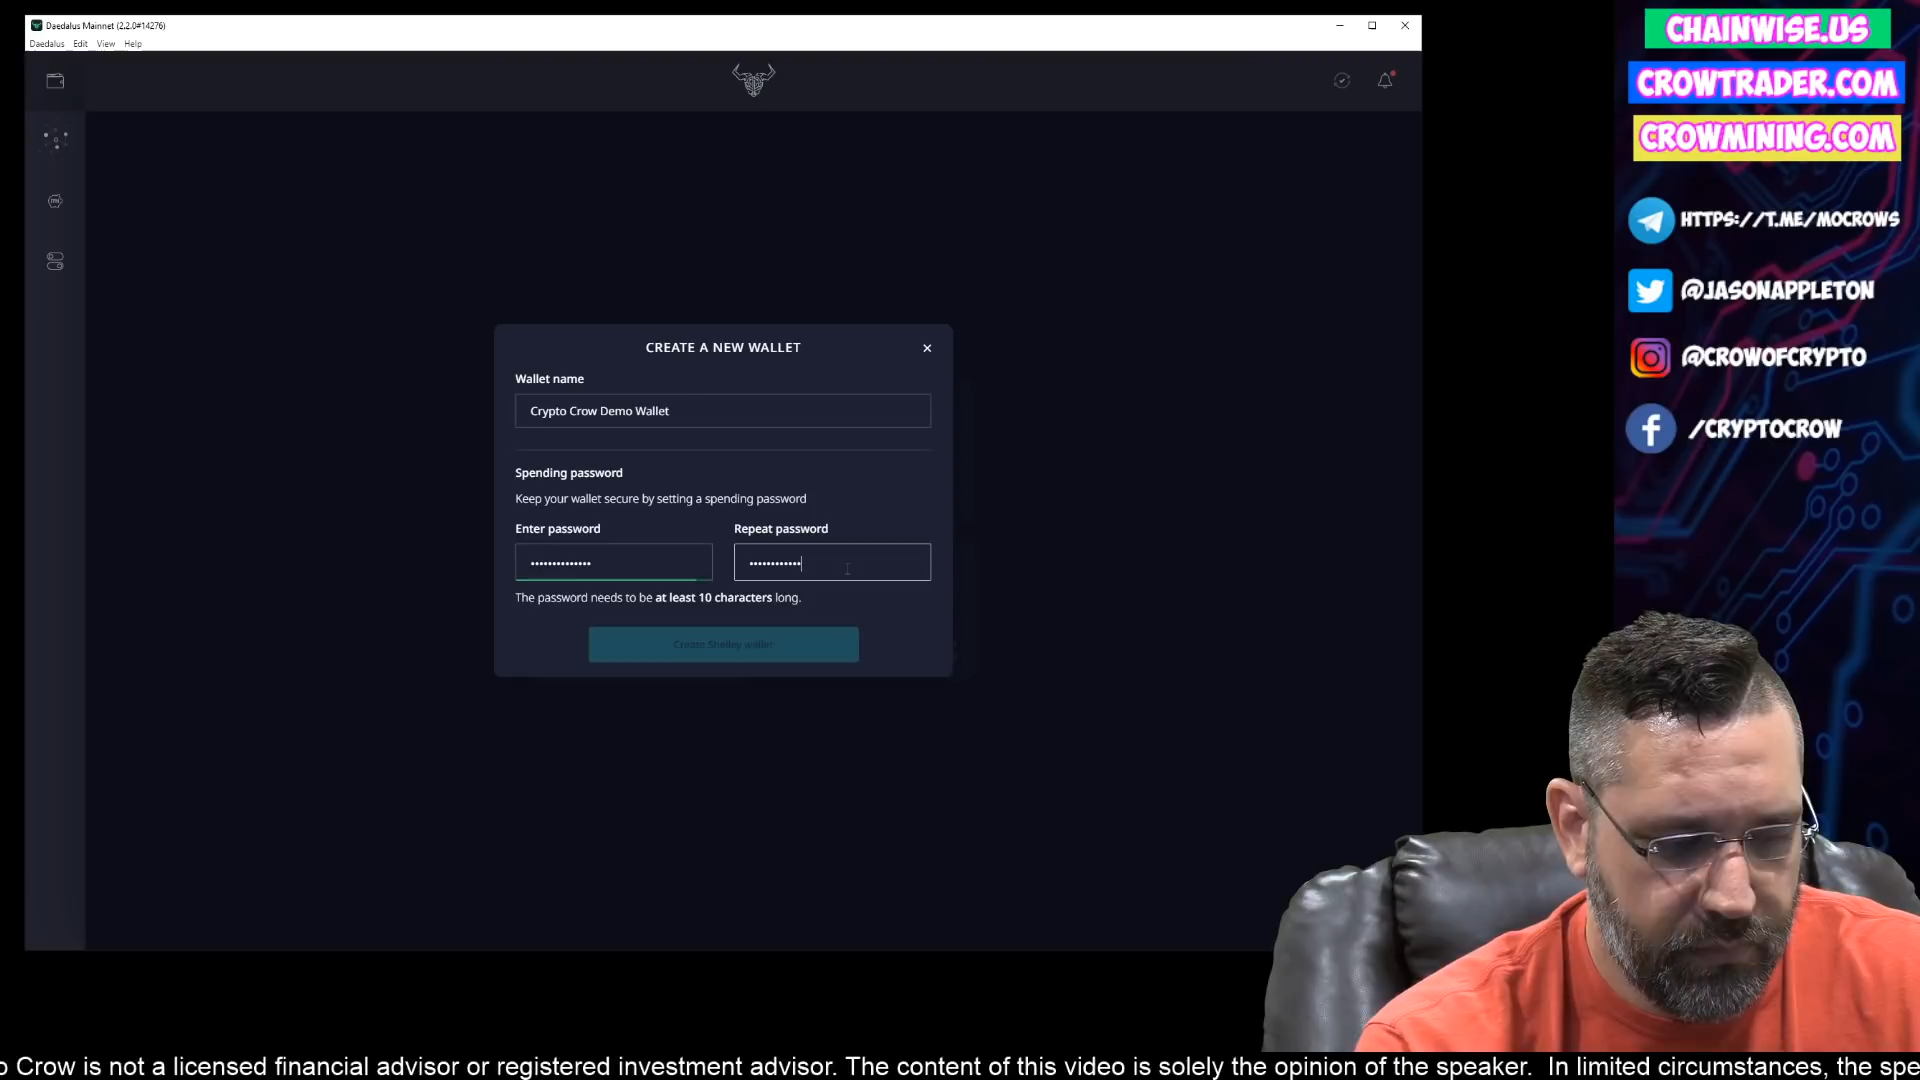 Daedalus Mainnet (2.2.0#14276)
Daedalus Edit View Help
CREATE A NEW WALLET
Wallet name
Crypto Crow Demo Wallet
Spending password
Keep your wallet secure by setting a spending password
Enter password
Repeat password
The password needs to be at least 10 characters long.
Create Shelley wallet
CHAINWISE.US
CROWTRADER.COM
CROWMINING.COM
HTTPS://T.ME/MOCROWS
@JASONAPPLETON
@CROWOFCRYPTO
/CRYPTOCROW
o Crow is not a licensed financial advisor or registered investment advisor. The content of this video is solely the opinion of the speaker. In limited circumstances, the spe